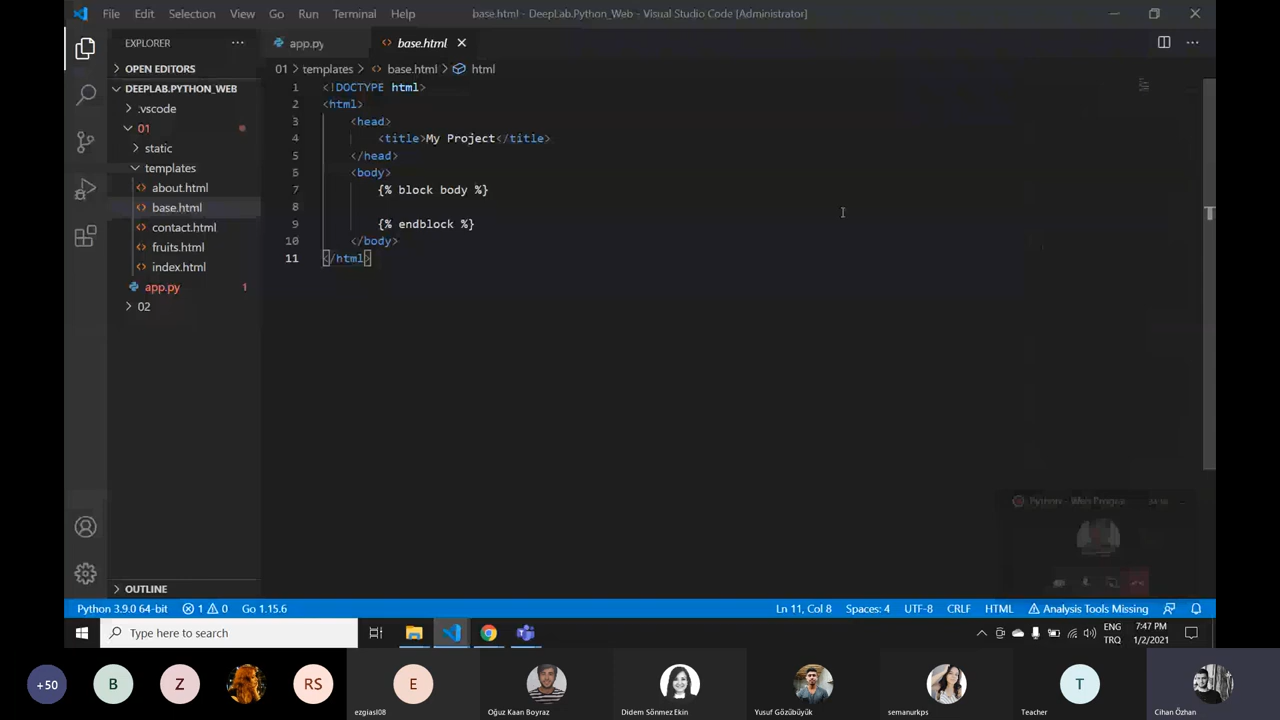 File Edit Selection View Go Run Terminal Help
base.html - DeepLab.Python_Web - Visual Studio Code [Administrator]
EXPLORER
app.py
base.html
OPEN EDITORS
01 > templates > base.html > html
DEEPLAB.PYTHON_WEB
.vscode
01
static
templates
about.html
base.html
contact.html
fruits.html
index.html
app.py 1
02
1 <!DOCTYPE html>
2 <html>
3 <head>
4 <title>My Project</title>
5 </head>
6 <body>
7 {% block body %}
8
9 {% endblock %}
10 </body>
11 </html>
OUTLINE
Python 3.9.0 64-bit 1 0 Go 1.15.6
Ln 11, Col 8 Spaces: 4 UTF-8 CRLF HTML Analysis Tools Missing
Type here to search
ENG
TRQ
7:47 PM
1/2/2021
+50
B
Z
RS
E
T
ezgiasl08
Oğuz Kaan Boyraz
Didem Sönmez Ekin
Yusuf Gözübüyük
semanurkps
Teacher
Cihan Özhan